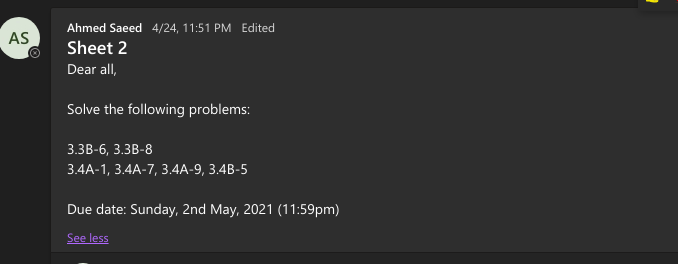 AS
Ahmed Saeed 4/24, 11:51 PM Edited
Sheet 2
Dear all,
Solve the following problems:
3.3B-6, 3.3B-8
3.4A-1, 3.4A-7, 3.4A-9, 3.4B-5
Due date: Sunday, 2nd May, 2021 (11:59pm)
See less